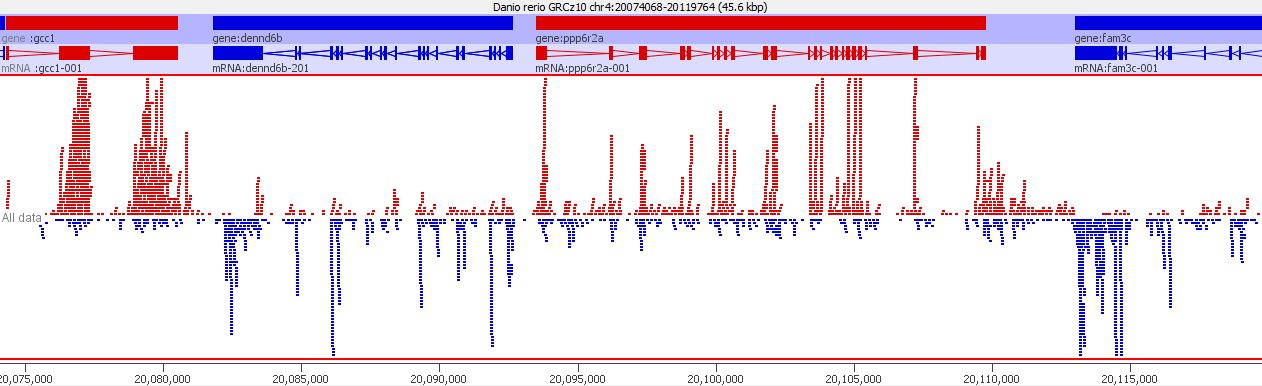 Danio rerio GRCz10 chr4:20074068-20119764 (45.6 kbp)
gene :gcc1 gene:dennd6b gene:ppp6r2a gene:fam3c
mRNA :gcc1-001 mRNA:dennd6b-201 mRNA:ppp6r2a-001 mRNA:fam3c-001
All data
20,075,000 20,080,000 20,085,000 20,090,000 20,095,000 20,100,000 20,105,000 20,110,000 20,115,000